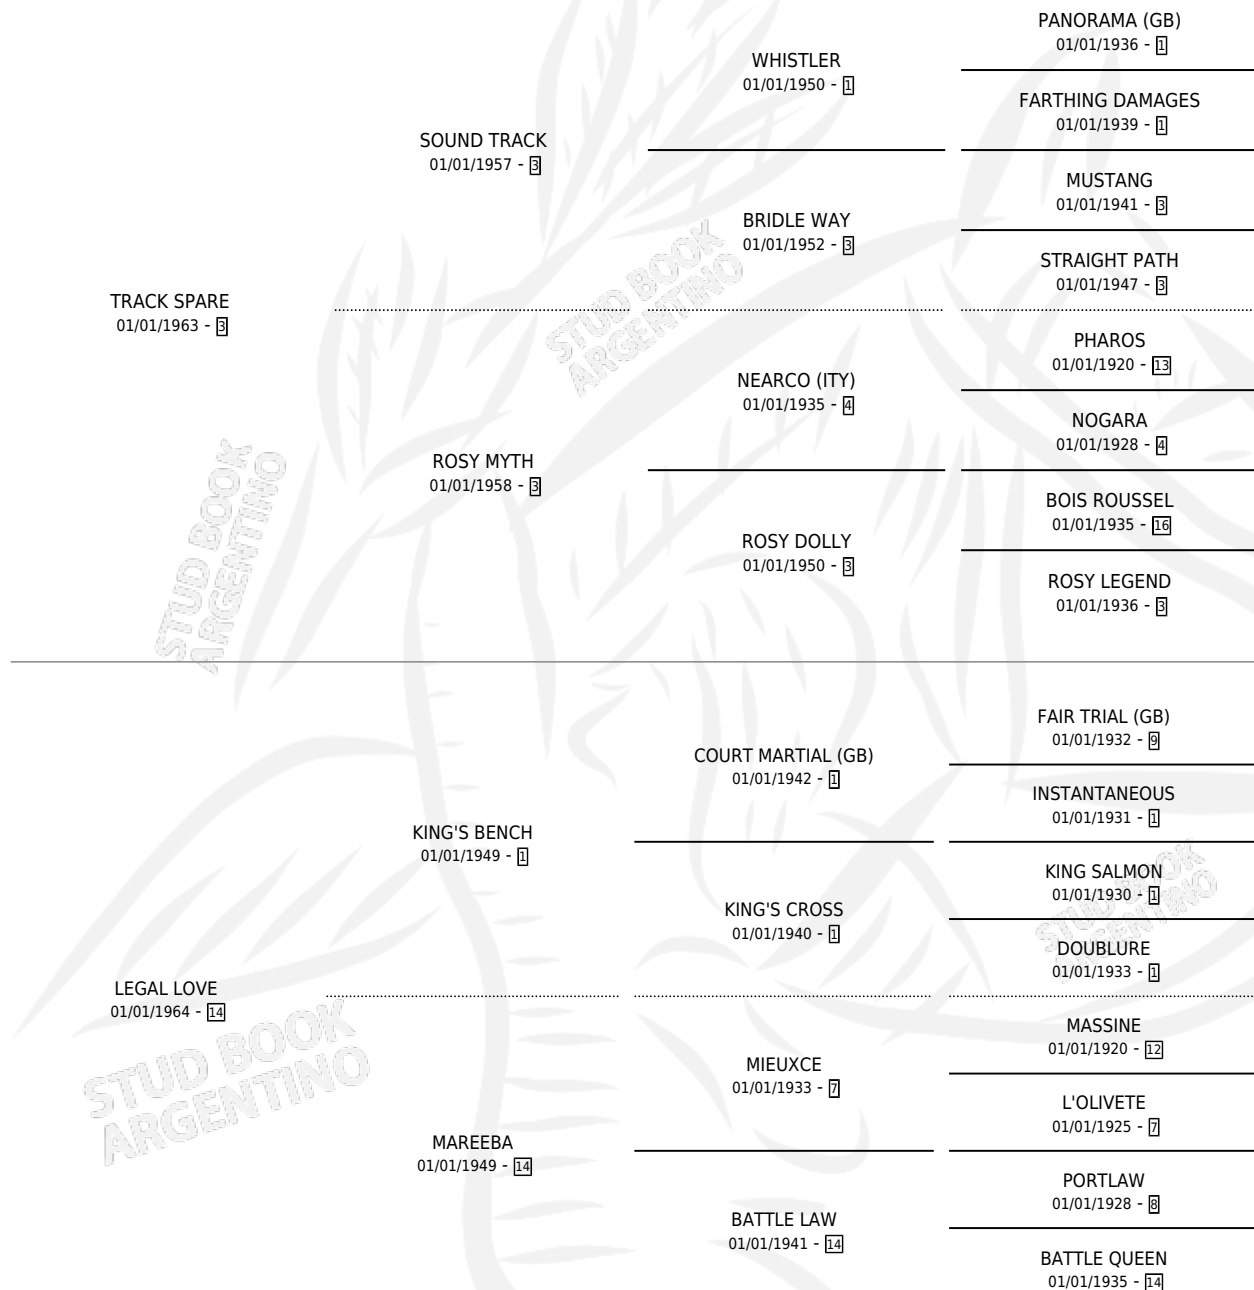 PANORAMA (GB)
01/01/1936 - 1
WHISTLER
01/01/1950 - 1
FARTHING DAMAGES
01/01/1939 - 1
SOUND TRACK
01/01/1957 - 3
MUSTANG
01/01/1941 - 3
BRIDLE WAY
01/01/1952 - 3
STRAIGHT PATH
01/01/1947 - 3
TRACK SPARE
01/01/1963 - 3
PHAROS
01/01/1920 - 13
NEARCO (ITY)
01/01/1935 - 4
NOGARA
01/01/1928 - 4
ROSY MYTH
01/01/1958 - 3
BOIS ROUSSEL
01/01/1935 - 16
ROSY DOLLY
01/01/1950 - 3
ROSY LEGEND
01/01/1936 - 3
FAIR TRIAL (GB)
01/01/1932 - 9
COURT MARTIAL (GB)
01/01/1942 - 1
INSTANTANEOUS
01/01/1931 - 1
KING'S BENCH
01/01/1949 - 1
KING SALMON
01/01/1930 - 1
KING'S CROSS
01/01/1940 - 1
DOUBLURE
01/01/1933 - 1
LEGAL LOVE
01/01/1964 - 14
MASSINE
01/01/1920 - 12
MIEUXCE
01/01/1933 - 7
L'OLIVETE
01/01/1925 - 7
MAREEBA
01/01/1949 - 14
PORTLAW
01/01/1928 - 8
BATTLE LAW
01/01/1941 - 14
BATTLE QUEEN
01/01/1935 - 14
STUD BOOK
ARGENTINO
STUD BOOK
ARGENTINO
STUD BOOK
ARGENTINO
STUD BOOK
ARGENTINO